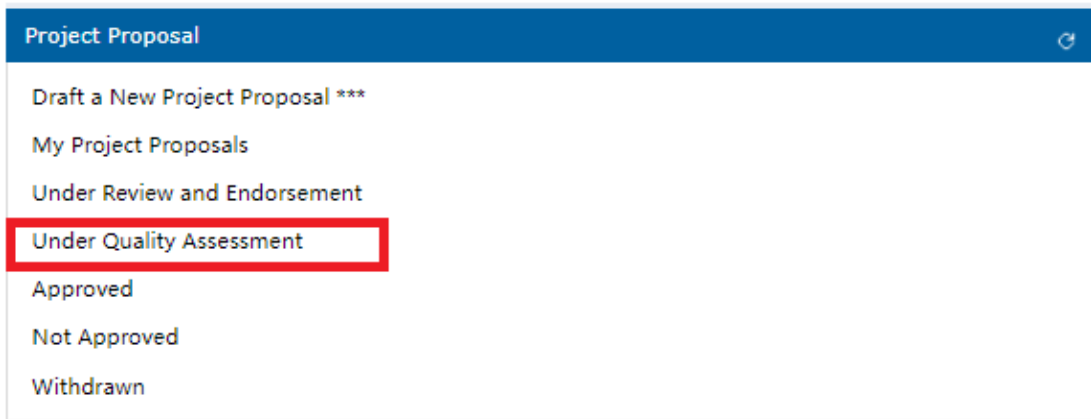 Project Proposal
Draft a New Project Proposal ***
My Project Proposals
Under Review and Endorsement
Under Quality Assessment
Approved
Not Approved
Withdrawn